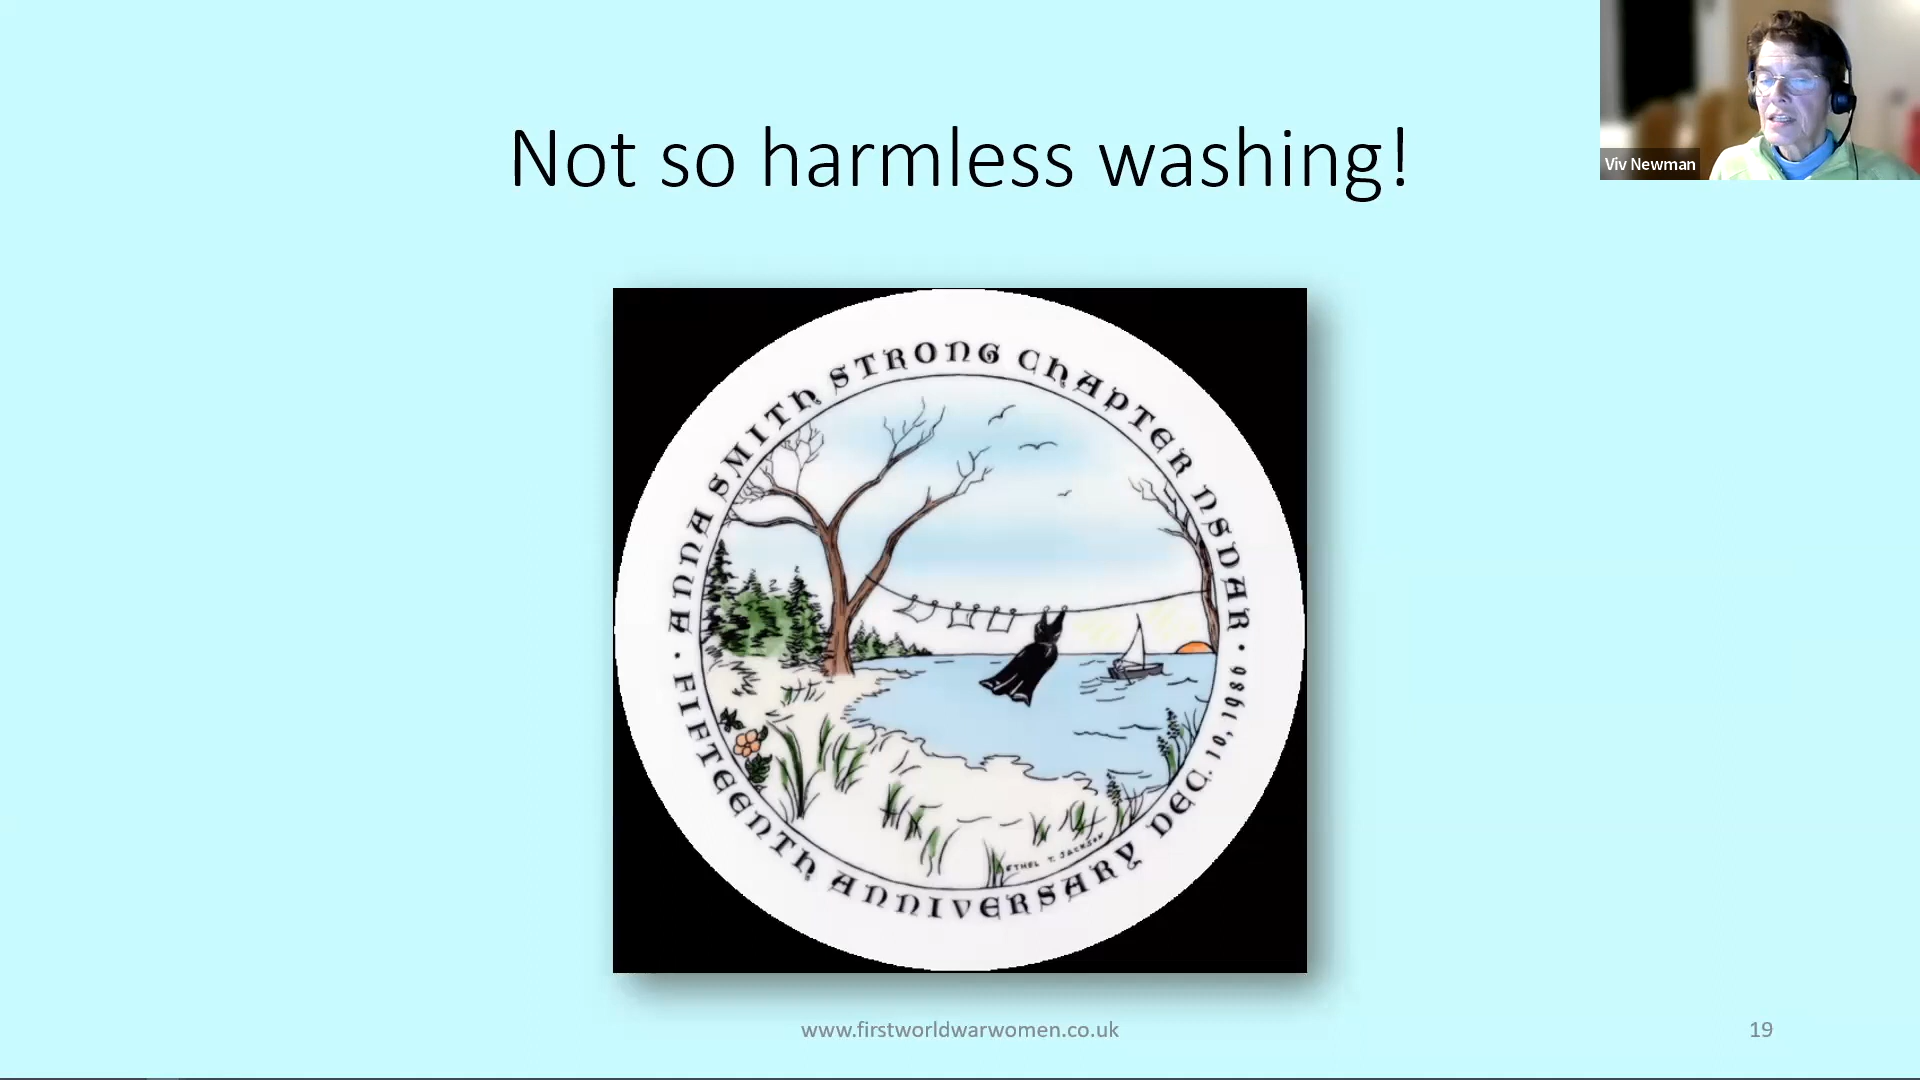 Viv Newman
Not so harmless washing!
ANNA SMITH STRONG CHAPTER NSDAR
FIFTEENTH ANNIVERSARY DEC. 10, 1986
ETHEL T. JACKSON
www.firstworldwarwomen.co.uk
19